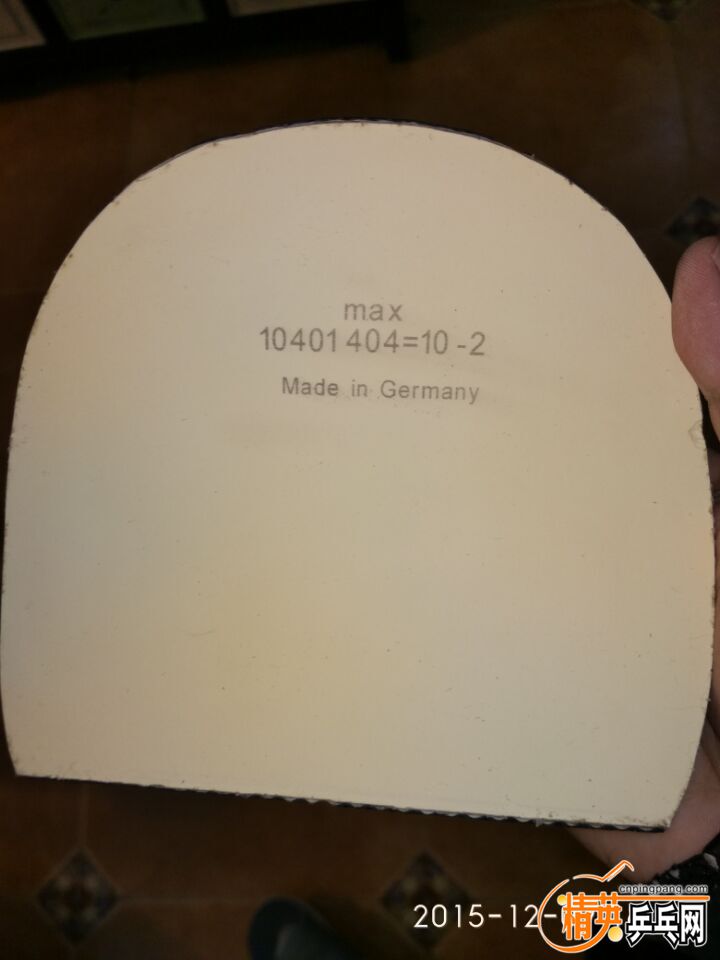 max
10401404=10-2
Made in Germany
cnpingpang.com
精英乒乓网
2015-12-